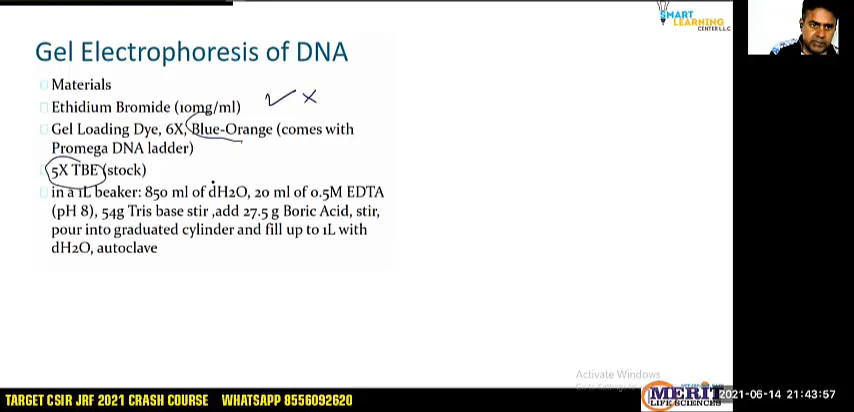 SMART
LEARNING
CENTER L.L.C
Gel Electrophoresis of DNA
Materials
Ethidium Bromide (10mg/ml)
Gel Loading Dye, 6X, Blue-Orange (comes with
Promega DNA ladder)
5X TBE (stock)
in a 1L beaker: 850 ml of dH2O, 20 ml of 0.5M EDTA
(pH 8), 54g Tris base stir ,add 27.5 g Boric Acid, stir,
pour into graduated cylinder and fill up to 1L with
dH2O, autoclave
Activate Windows
MERIT
LIFE SCIENCES
2021-06-14 21:43:57
TARGET CSIR JRF 2021 CRASH COURSE WHATSAPP 8556092620